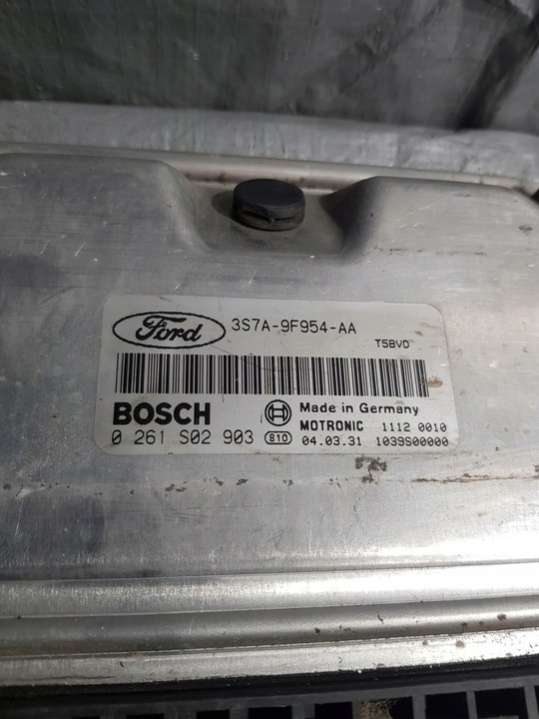 Ford 3S7A-9F954-AA
T5BVD
BOSCH Made in Germany
MOTRONIC 1112 0010
0 261 S02 903 810 04.03.31 1039S00000